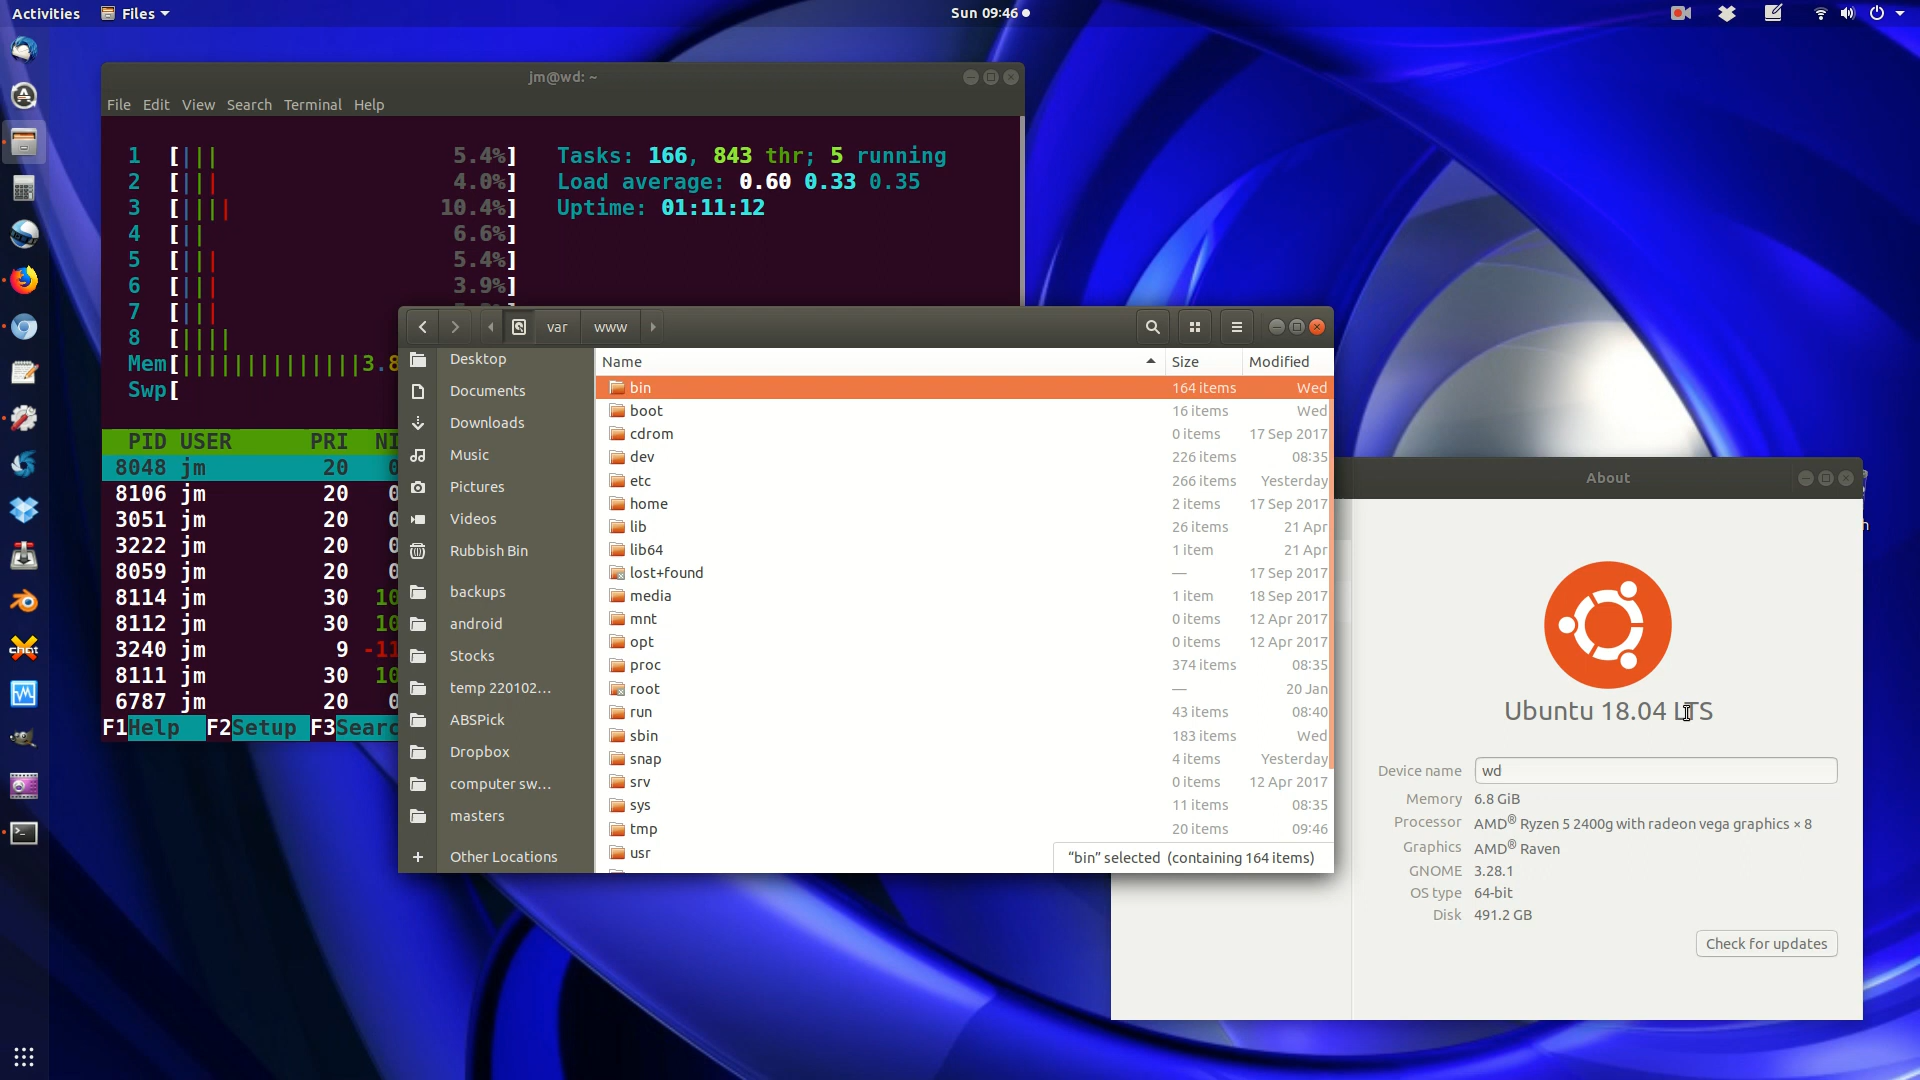 Activities Files Sun 09:46
jm@wd: ~
File Edit View Search Terminal Help
1 [||| 5.4%] Tasks: 166, 843 thr; 5 running
2 [||| 4.0%] Load average: 0.60 0.33 0.35
3 [|||| 10.4%] Uptime: 01:11:12
4 [|| 6.6%]
5 [||| 5.4%]
6 [||| 3.9%]
7 [|||
8 [||||
Mem[||||||||||||||3.8
Swp[
PID USER PRI NI
8048 jm 20 0
8106 jm 20 0
3051 jm 20 0
3222 jm 20 0
8059 jm 20 0
8114 jm 30 10
8112 jm 30 10
3240 jm 9 -11
8111 jm 30 10
6787 jm 20 0
F1Help F2Setup F3Searc
var www
Desktop
Documents
Downloads
Music
Pictures
Videos
Rubbish Bin
backups
android
Stocks
temp 220102...
ABSPick
Dropbox
computer sw...
masters
+ Other Locations
Name Size Modified
bin 164 items Wed
boot 16 items Wed
cdrom 0 items 17 Sep 2017
dev 226 items 08:35
etc 266 items Yesterday
home 2 items 17 Sep 2017
lib 26 items 21 Apr
lib64 1 item 21 Apr
lost+found — 17 Sep 2017
media 1 item 18 Sep 2017
mnt 0 items 12 Apr 2017
opt 0 items 12 Apr 2017
proc 374 items 08:35
root — 20 Jan
run 43 items 08:40
sbin 183 items Wed
snap 4 items Yesterday
srv 0 items 12 Apr 2017
sys 11 items 08:35
tmp 20 items 09:46
usr
“bin” selected (containing 164 items)
About
Ubuntu 18.04 LTS
Device name wd
Memory 6.8 GiB
Processor AMD® Ryzen 5 2400g with radeon vega graphics × 8
Graphics AMD® Raven
GNOME 3.28.1
OS type 64-bit
Disk 491.2 GB
Check for updates
chat